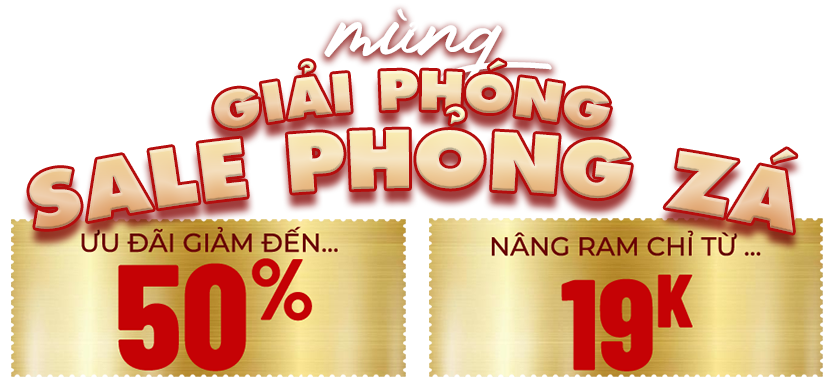 mừng
GIẢI PHÓNG
SALE PHỎNG ZÁ
ƯU ĐÃI GIẢM ĐẾN...
50%
NÂNG RAM CHỈ TỪ ...
19K